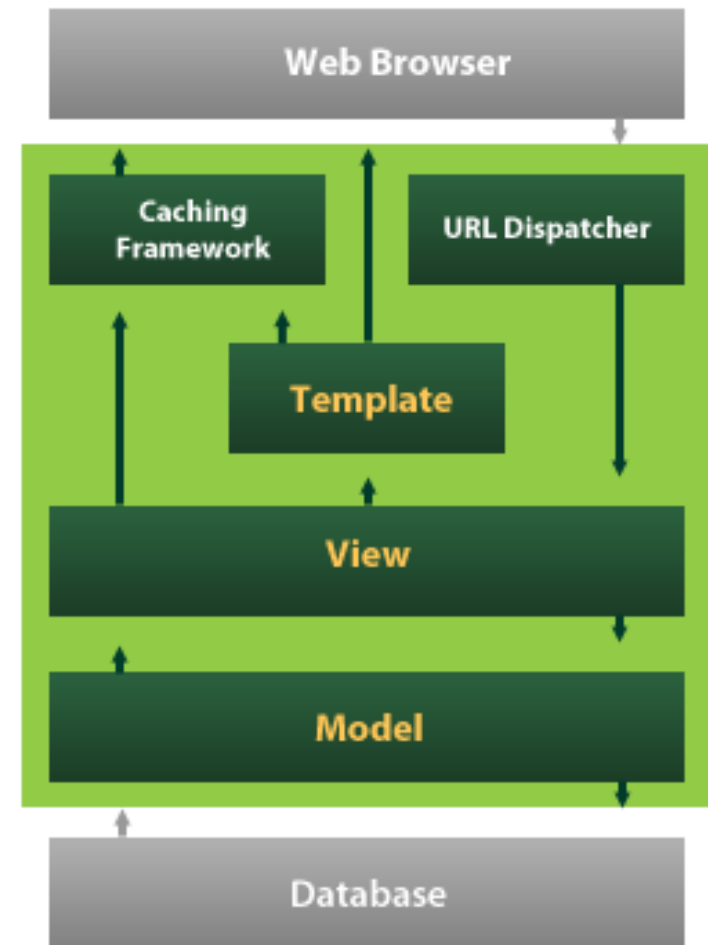 Web Browser
Caching
Framework
URL Dispatcher
Template
View
Model
Database